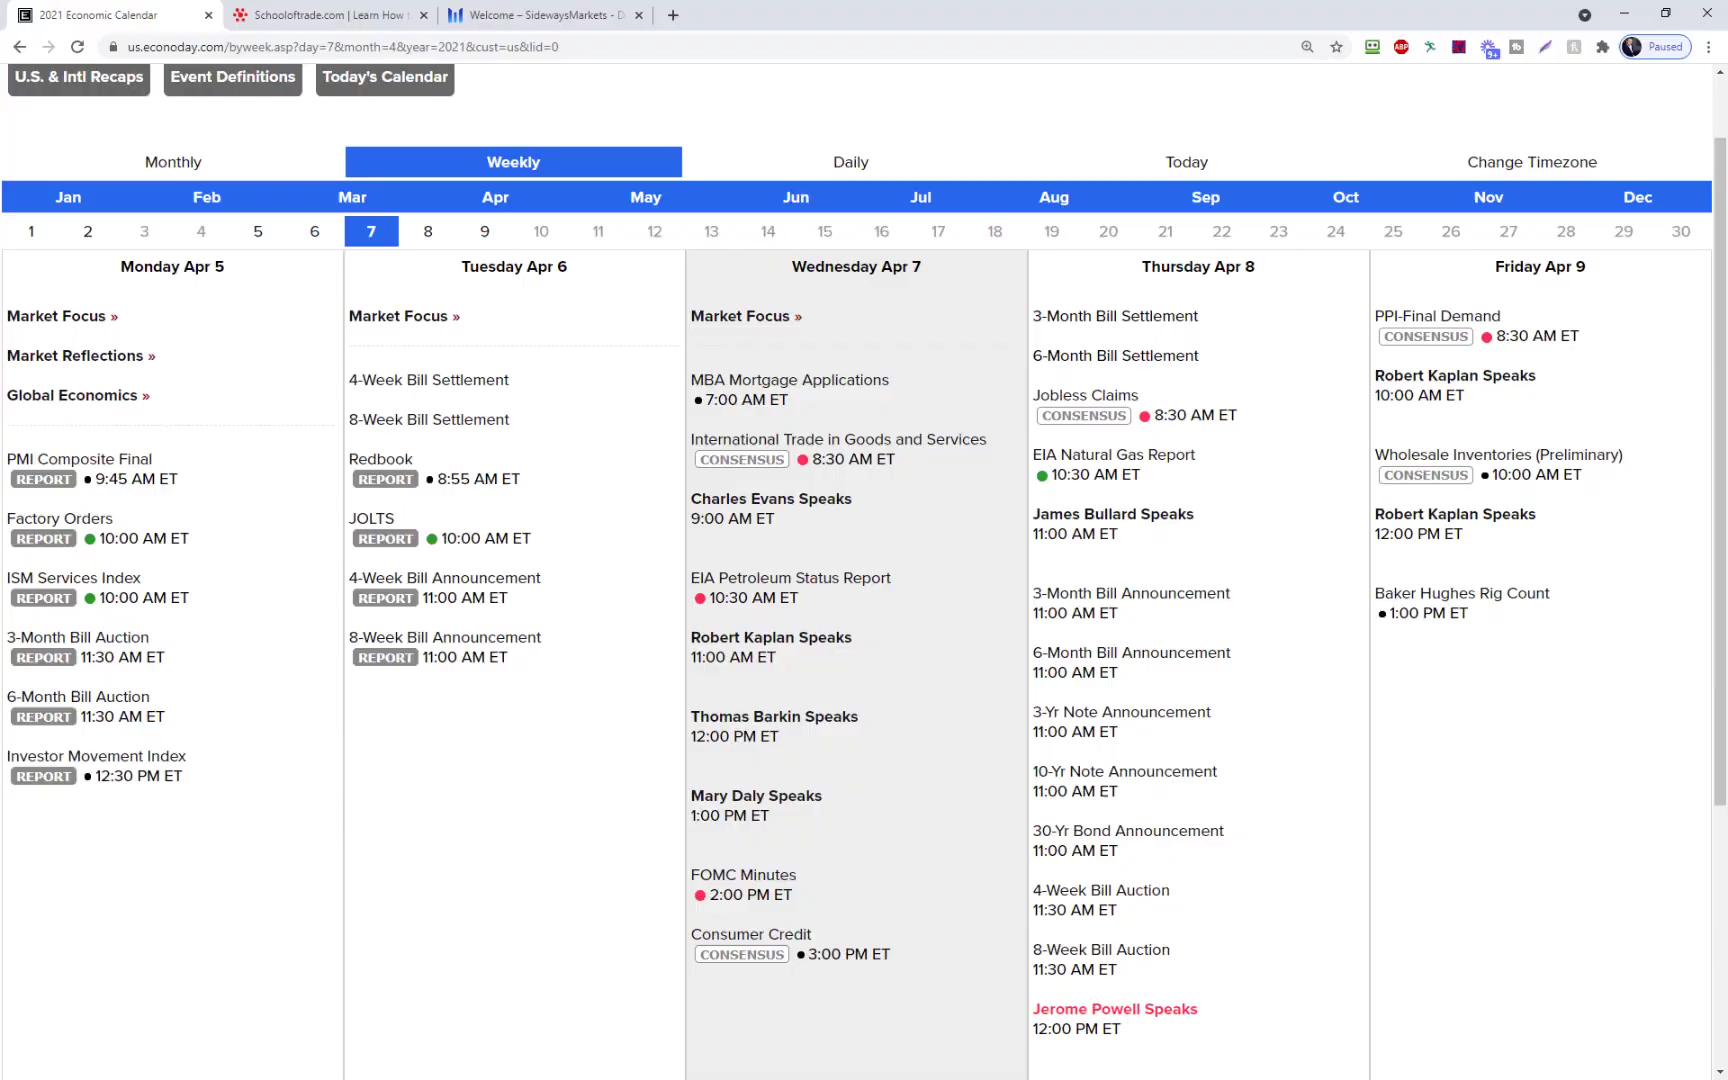 2021 Economic Calendar
Schooloftrade.com | Learn How t
Welcome – SidewaysMarkets - D
us.econoday.com/byweek.asp?day=7&month=4&year=2021&cust=us&lid=0
ABP
9+
Paused
U.S. & Intl Recaps
Event Definitions
Today's Calendar
Monthly
Weekly
Daily
Today
Change Timezone
Jan Feb Mar Apr May Jun Jul Aug Sep Oct Nov Dec
1 2 3 4 5 6 7 8 9 10 11 12 13 14 15 16 17 18 19 20 21 22 23 24 25 26 27 28 29 30
Monday Apr 5
Market Focus »
Market Reflections »
Global Economics »
PMI Composite Final
REPORT 9:45 AM ET
Factory Orders
REPORT 10:00 AM ET
ISM Services Index
REPORT 10:00 AM ET
3-Month Bill Auction
REPORT 11:30 AM ET
6-Month Bill Auction
REPORT 11:30 AM ET
Investor Movement Index
REPORT 12:30 PM ET
Tuesday Apr 6
Market Focus »
4-Week Bill Settlement
8-Week Bill Settlement
Redbook
REPORT 8:55 AM ET
JOLTS
REPORT 10:00 AM ET
4-Week Bill Announcement
REPORT 11:00 AM ET
8-Week Bill Announcement
REPORT 11:00 AM ET
Wednesday Apr 7
Market Focus »
MBA Mortgage Applications
7:00 AM ET
International Trade in Goods and Services
CONSENSUS 8:30 AM ET
Charles Evans Speaks
9:00 AM ET
EIA Petroleum Status Report
10:30 AM ET
Robert Kaplan Speaks
11:00 AM ET
Thomas Barkin Speaks
12:00 PM ET
Mary Daly Speaks
1:00 PM ET
FOMC Minutes
2:00 PM ET
Consumer Credit
CONSENSUS 3:00 PM ET
Thursday Apr 8
3-Month Bill Settlement
6-Month Bill Settlement
Jobless Claims
CONSENSUS 8:30 AM ET
EIA Natural Gas Report
10:30 AM ET
James Bullard Speaks
11:00 AM ET
3-Month Bill Announcement
11:00 AM ET
6-Month Bill Announcement
11:00 AM ET
3-Yr Note Announcement
11:00 AM ET
10-Yr Note Announcement
11:00 AM ET
30-Yr Bond Announcement
11:00 AM ET
4-Week Bill Auction
11:30 AM ET
8-Week Bill Auction
11:30 AM ET
Jerome Powell Speaks
12:00 PM ET
Friday Apr 9
PPI-Final Demand
CONSENSUS 8:30 AM ET
Robert Kaplan Speaks
10:00 AM ET
Wholesale Inventories (Preliminary)
CONSENSUS 10:00 AM ET
Robert Kaplan Speaks
12:00 PM ET
Baker Hughes Rig Count
1:00 PM ET